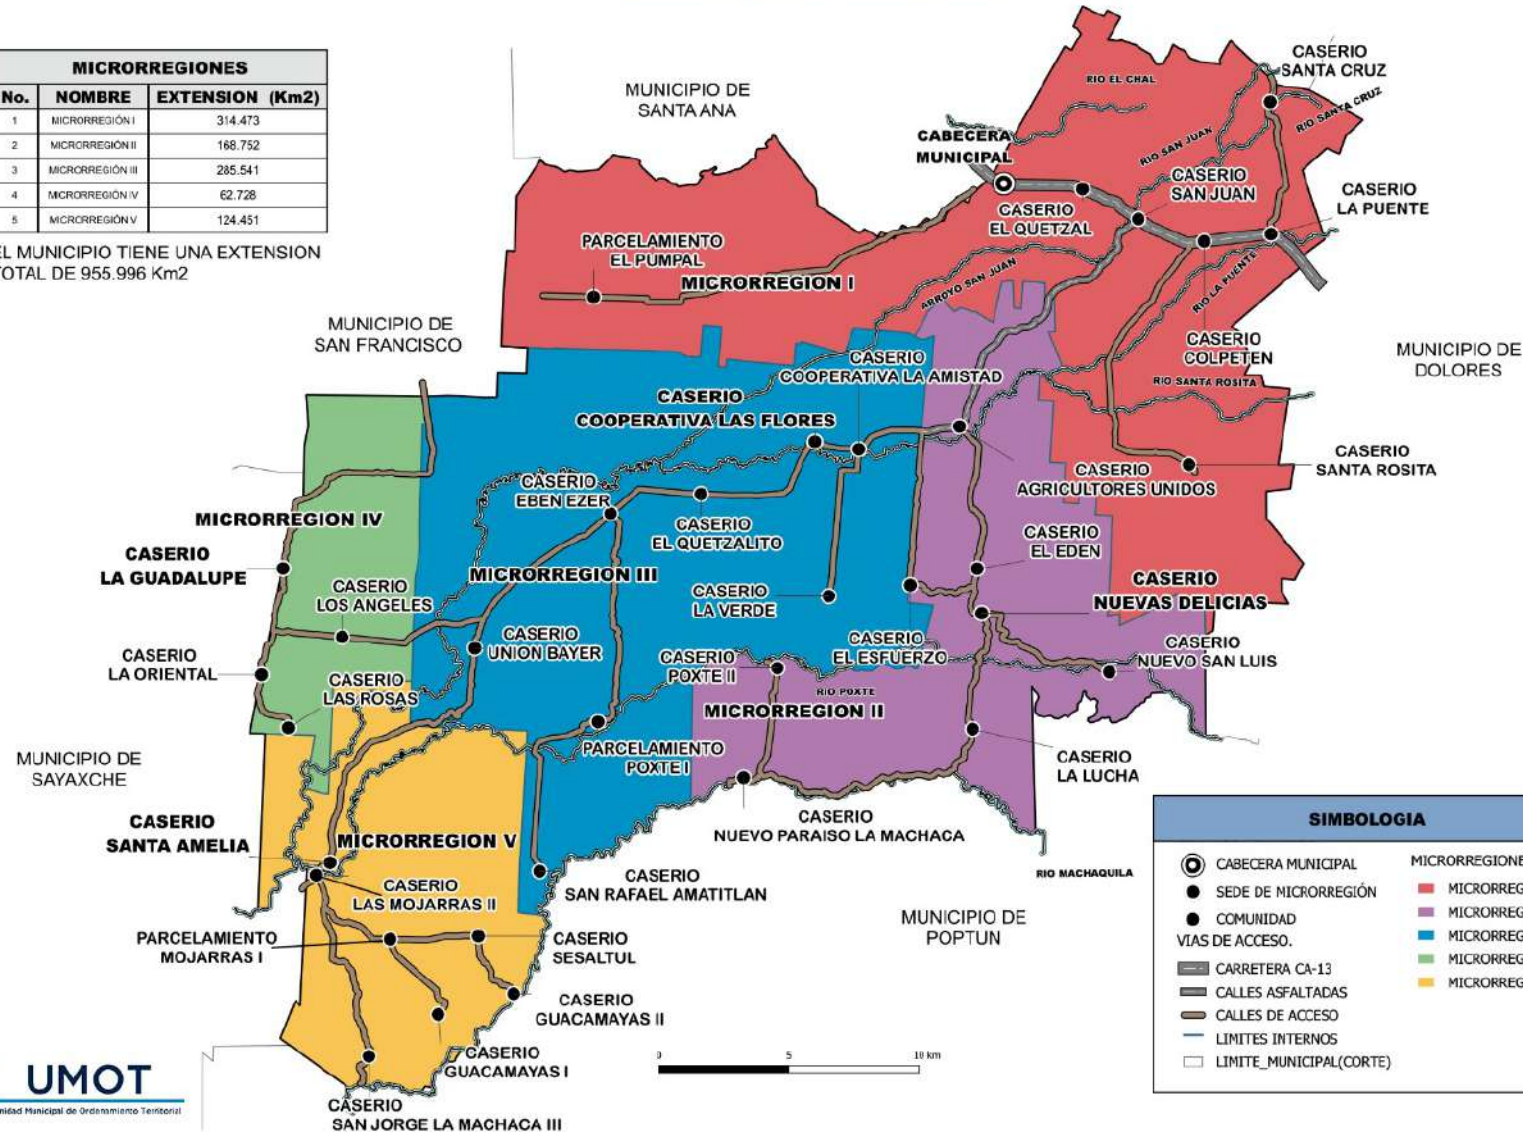 MICRORREGIONES
No. NOMBRE EXTENSION (Km2)
1 MICRORREGIÓN I 314.473
2 MICRORREGIÓN II 168.752
3 MICRORREGIÓN III 285.541
4 MICRORREGIÓN IV 62.728
5 MICRORREGIÓN V 124.451
EL MUNICIPIO TIENE UNA EXTENSION
TOTAL DE 955.996 Km2
MUNICIPIO DE
SANTA ANA
RIO EL CHAL
CASERIO
SANTA CRUZ
RIO SANTA CRUZ
CABECERA
MUNICIPAL
RIO SAN JUAN
CASERIO
SAN JUAN
CASERIO
LA PUENTE
CASERIO
EL QUETZAL
PARCELAMIENTO
EL PUMPAL
MICRORREGION I
ARROYO SAN JUAN
RIO LA PUENTE
MUNICIPIO DE
SAN FRANCISCO
CASERIO
COLPETEN
MUNICIPIO DE
DOLORES
CASERIO
COOPERATIVA LA AMISTAD
RIO SANTA ROSITA
CASERIO
COOPERATIVA LAS FLORES
CASERIO
SANTA ROSITA
CASERIO
AGRICULTORES UNIDOS
CASERIO
EBEN EZER
CASERIO
EL QUETZALITO
MICRORREGION IV
CASERIO
LA GUADALUPE
CASERIO
EL EDEN
MICRORREGION III
CASERIO
LOS ANGELES
CASERIO
LA VERDE
CASERIO
NUEVAS DELICIAS
CASERIO
UNION BAYER
CASERIO
EL ESFUERZO
CASERIO
NUEVO SAN LUIS
CASERIO
LA ORIENTAL
CASERIO
POXTE II
CASERIO
LAS ROSAS
RIO POXTE
MICRORREGION II
PARCELAMIENTO
POXTE I
MUNICIPIO DE
SAYAXCHE
CASERIO
LA LUCHA
CASERIO
SANTA AMELIA
MICRORREGION V
CASERIO
NUEVO PARAISO LA MACHACA
CASERIO
SAN RAFAEL AMATITLAN
RIO MACHAQUILA
CASERIO
LAS MOJARRAS II
MUNICIPIO DE
POPTUN
PARCELAMIENTO
MOJARRAS I
CASERIO
SESALTUL
CASERIO
GUACAMAYAS II
CASERIO
GUACAMAYAS I
CASERIO
SAN JORGE LA MACHACA III
0 5 10 km
SIMBOLOGIA
CABECERA MUNICIPAL
SEDE DE MICRORREGIÓN
COMUNIDAD
VIAS DE ACCESO.
CARRETERA CA-13
CALLES ASFALTADAS
CALLES DE ACCESO
LIMITES INTERNOS
LIMITE_MUNICIPAL(CORTE)
MICRORREGIONE
MICRORREG
MICRORREG
MICRORREG
MICRORREG
MICRORREG
UMOT
nidad Municipal de Ordenamiento Territorial